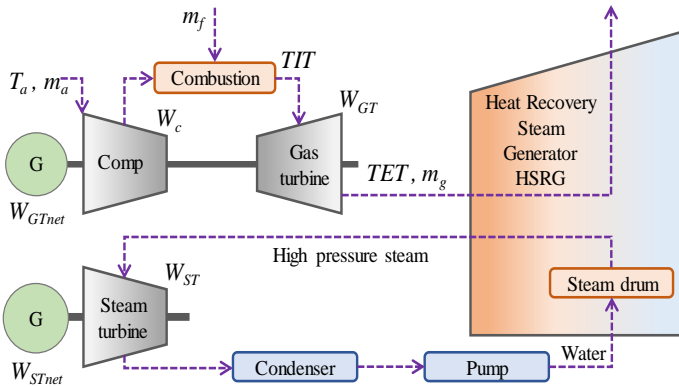 m_f
TIT
Combustion
T_a , m_a
W_c
W_GT
Heat Recovery
Steam
Generator
HSRG
G
Comp
Gas
turbine
TET , m_g
W_GTnet
High pressure steam
W_ST
Steam drum
G
Steam
turbine
Water
W_STnet
Condenser
Pump